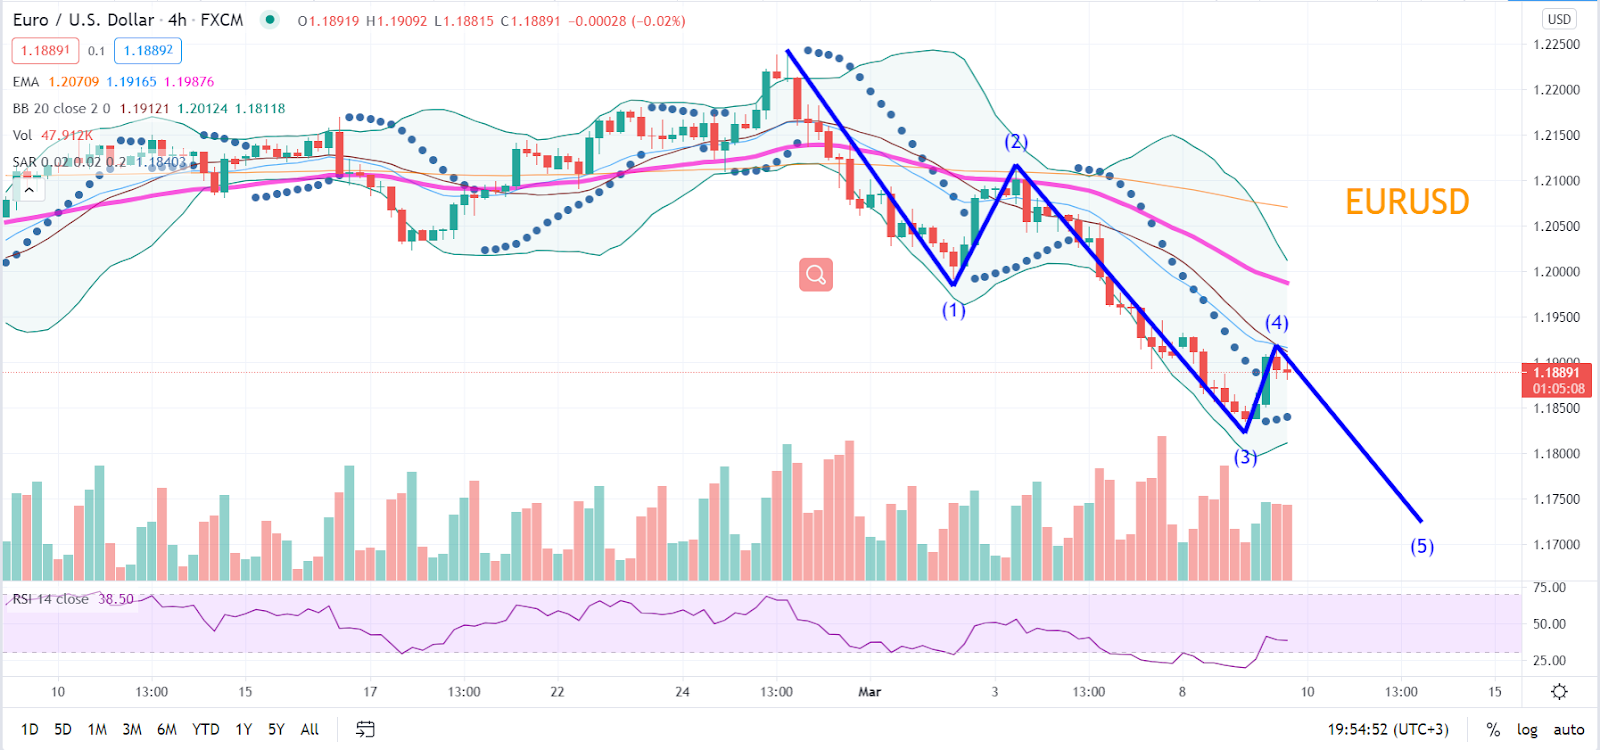 Euro / U.S. Dollar · 4h · FXCM O1.18919 H1.19092 L1.18815 C1.18891 −0.00028 (−0.02%)
1.18891 0.1 1.18892
EMA 1.20709 1.19165 1.19876
BB 20 close 2 0 1.19121 1.20124 1.18118
Vol 47.912K
SAR 0.02 0.02 0.2 1.18403
USD
1.22500
1.22000
1.21500
1.21000
1.20500
1.20000
1.19500
1.19000
1.18891
01:05:08
1.18500
1.18000
1.17500
1.17000
EURUSD
(1)
(2)
(3)
(4)
(5)
RSI 14 close 38.50
75.00
50.00
25.00
10 13:00 15 17 13:00 22 24 13:00 Mar 3 13:00 8 10 13:00 15
1D 5D 1M 3M 6M YTD 1Y 5Y All 19:54:52 (UTC+3) % log auto